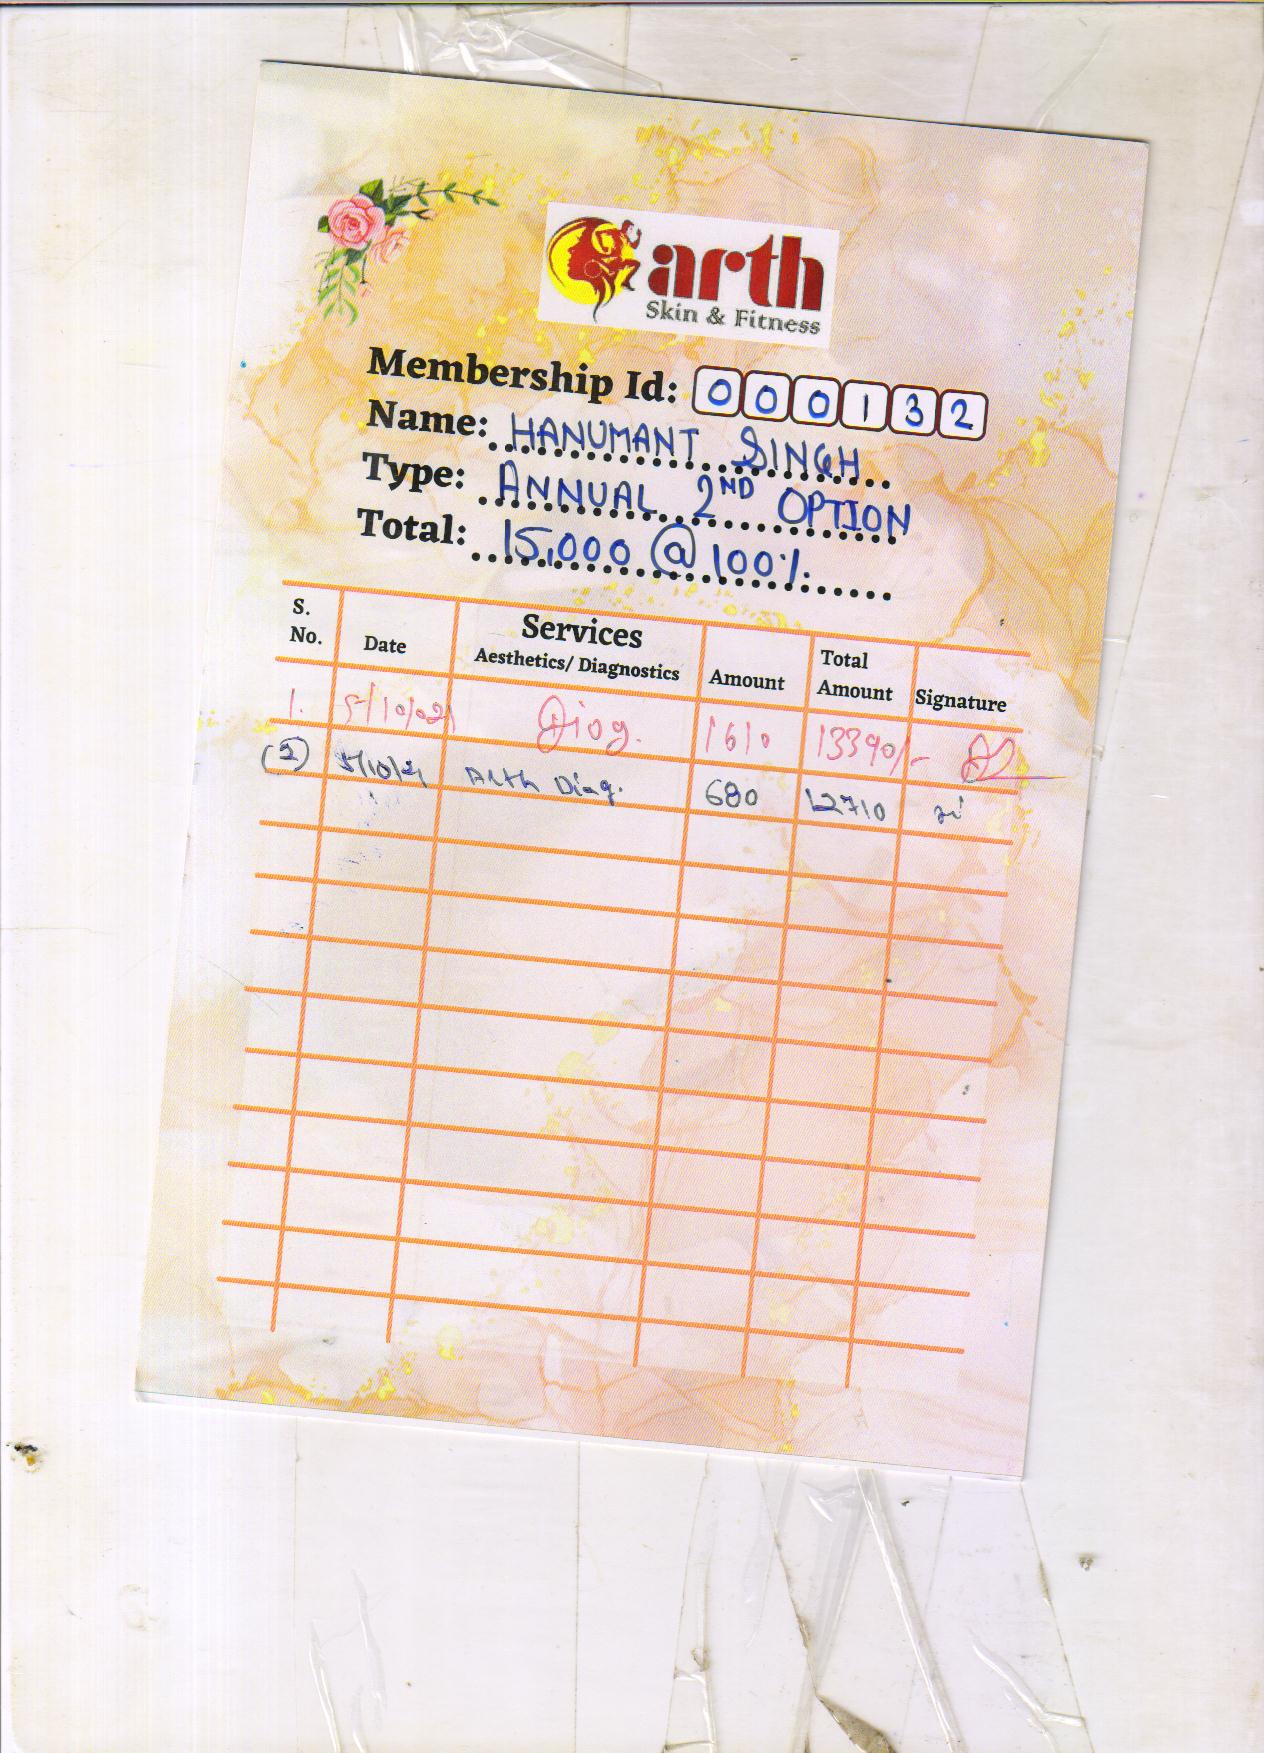 arth
Skin & Fitness
Membership Id: 000132
Name: HANUMANT SINGH
Type: ANNUAL 2ND OPTION
Total: 15,000 @ 100%
S. No. Date Services Aesthetics/ Diagnostics Amount Total Amount Signature
1. 5/10/021 Diog. 1610 13390/-
(2) 5/10/21 Arth Diag. 680 12710